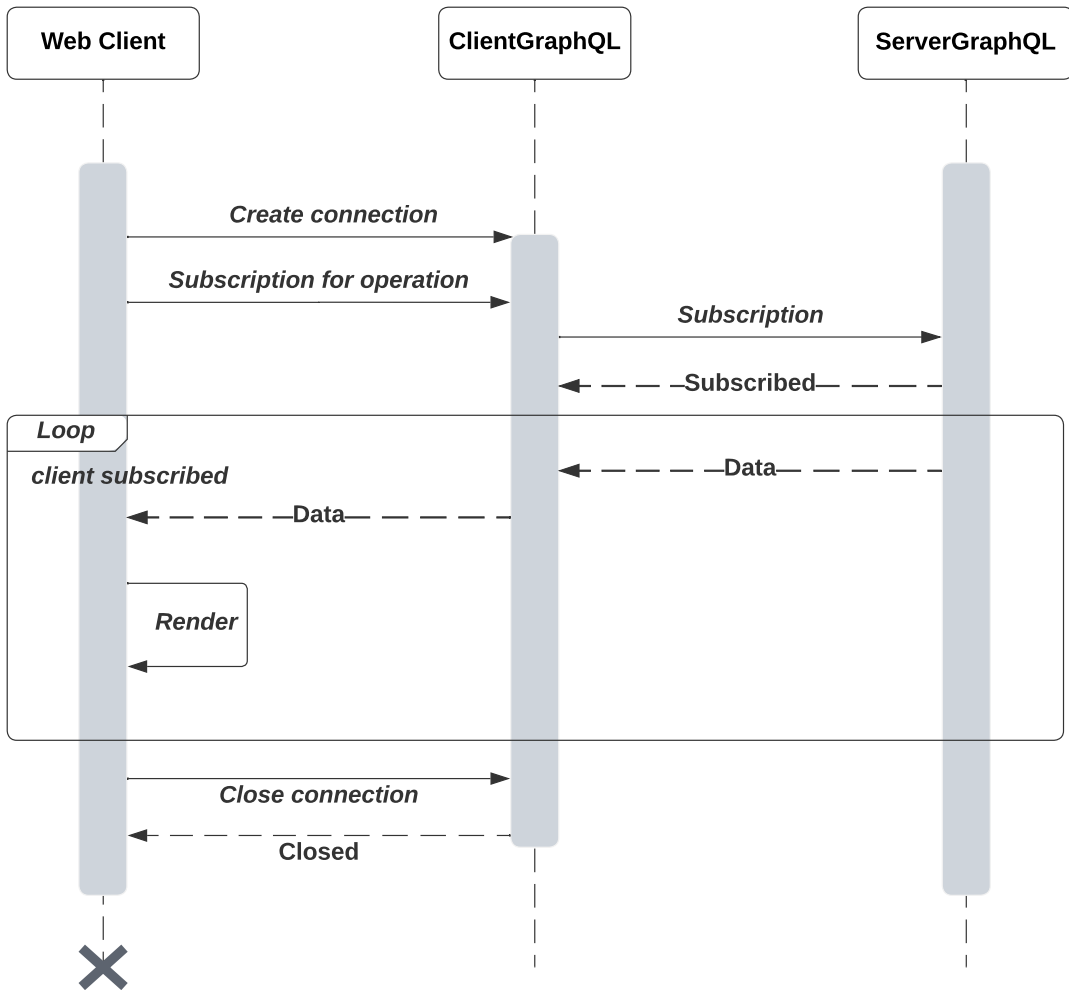 Web Client
ClientGraphQL
ServerGraphQL
Create connection
Subscription for operation
Subscription
Subscribed
Loop
client subscribed
Data
Data
Render
Close connection
Closed